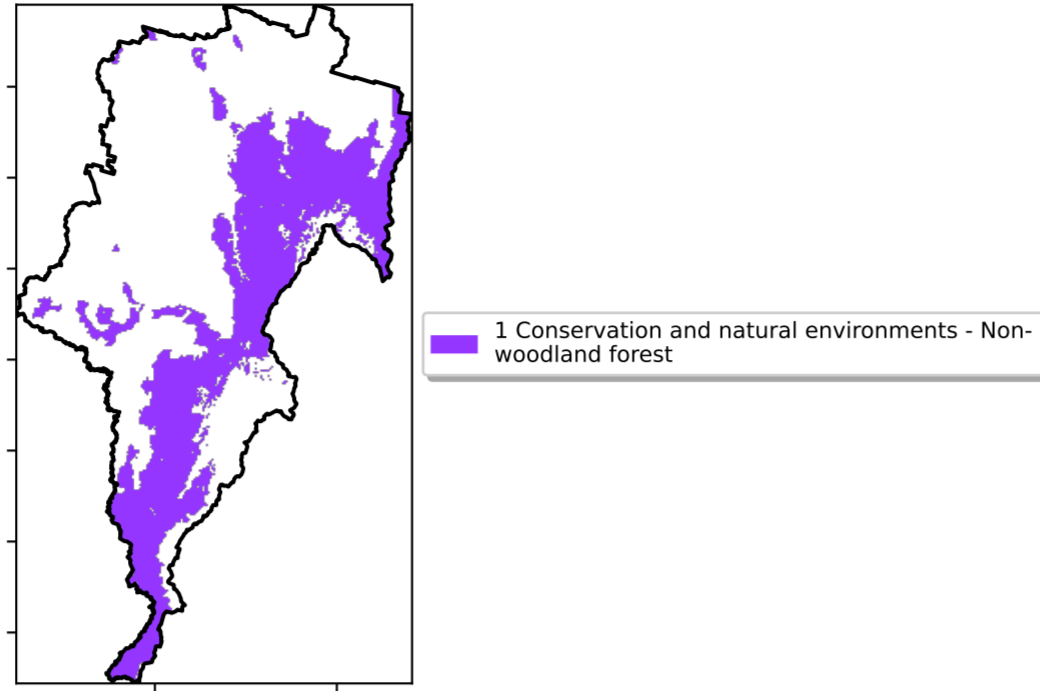 1 Conservation and natural environments - Non-
woodland forest